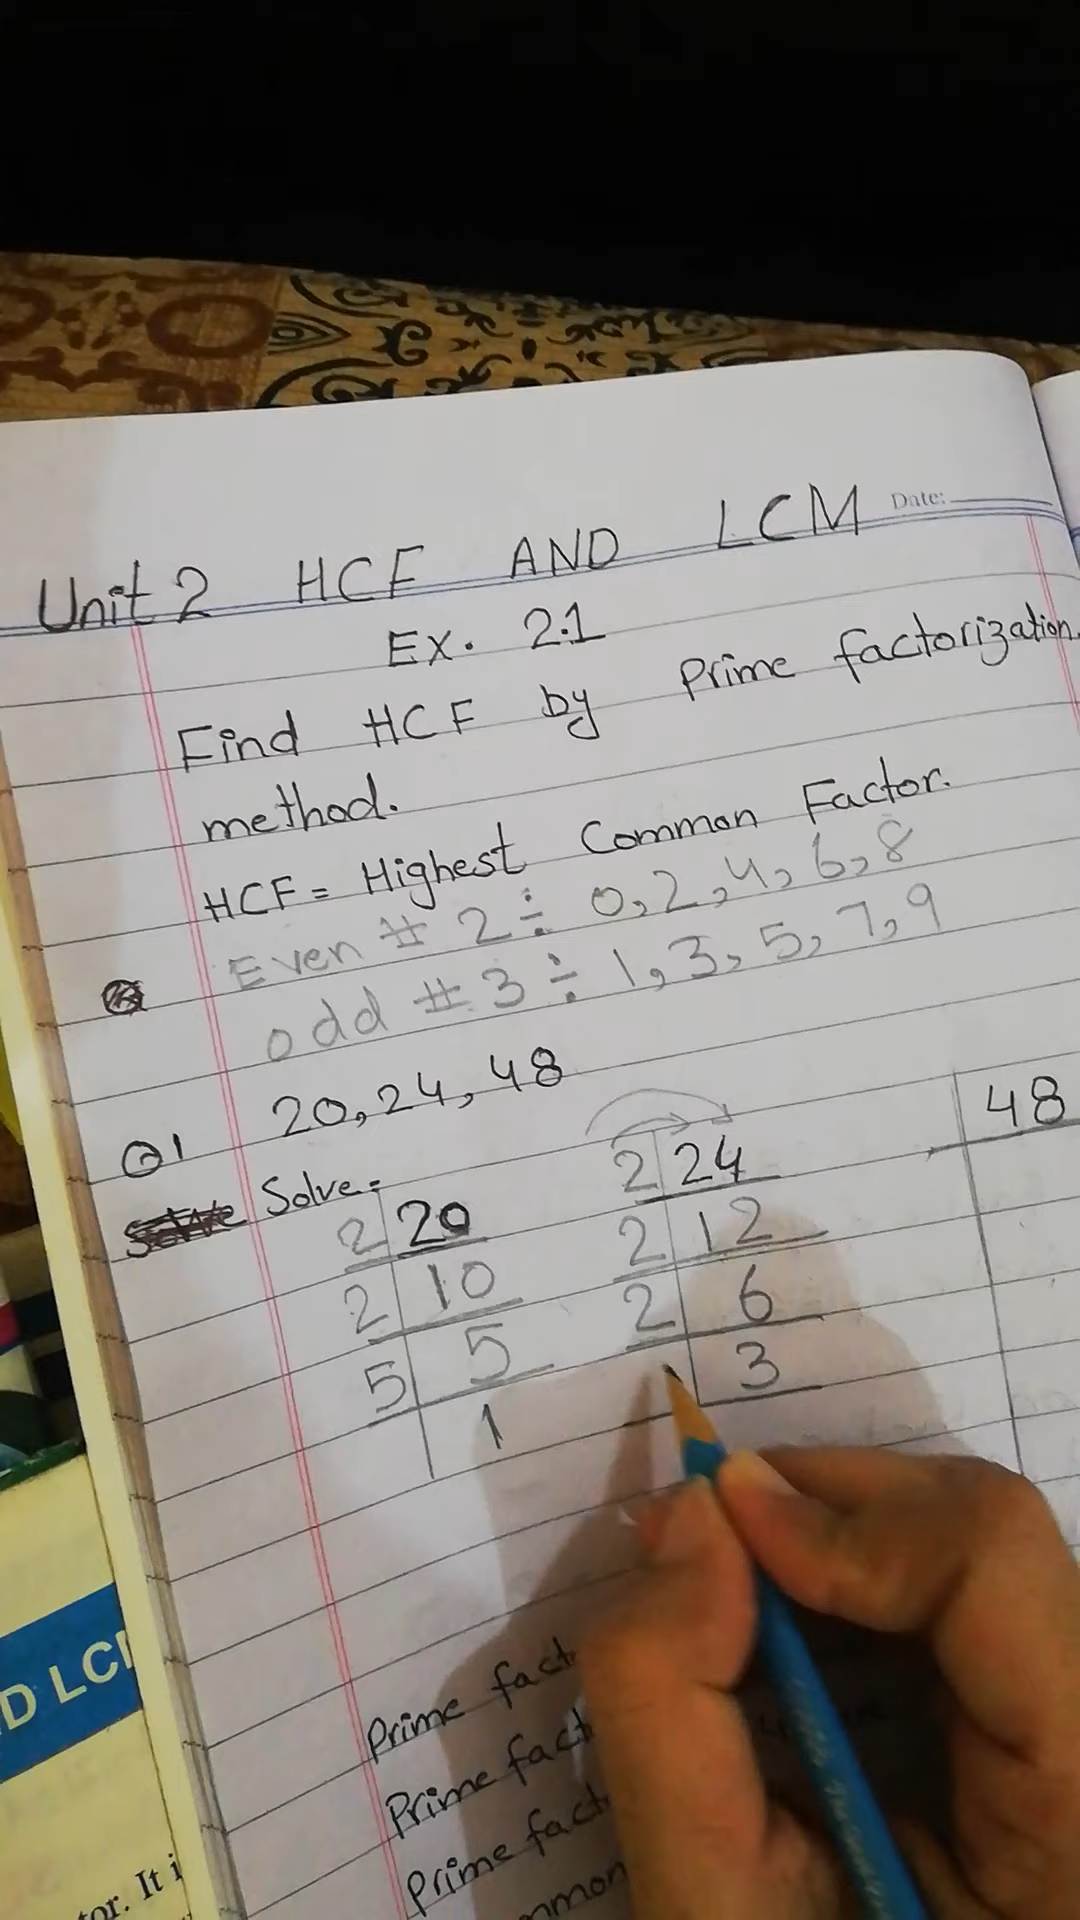 Date:
Unit 2 HCF AND LCM
Ex. 2.1
Find HCF by Prime factorization
method.
HCF = Highest Common Factor.
Even # 2 ÷ 0,2,4,6,8
odd # 3 ÷ 1,3,5,7,9
Q1 20,24,48
Solve:-
2 20
2 10
5 5
1
2 24
2 12
2 6
3
48
Prime
Prime
Prime
D LC
tor. It i